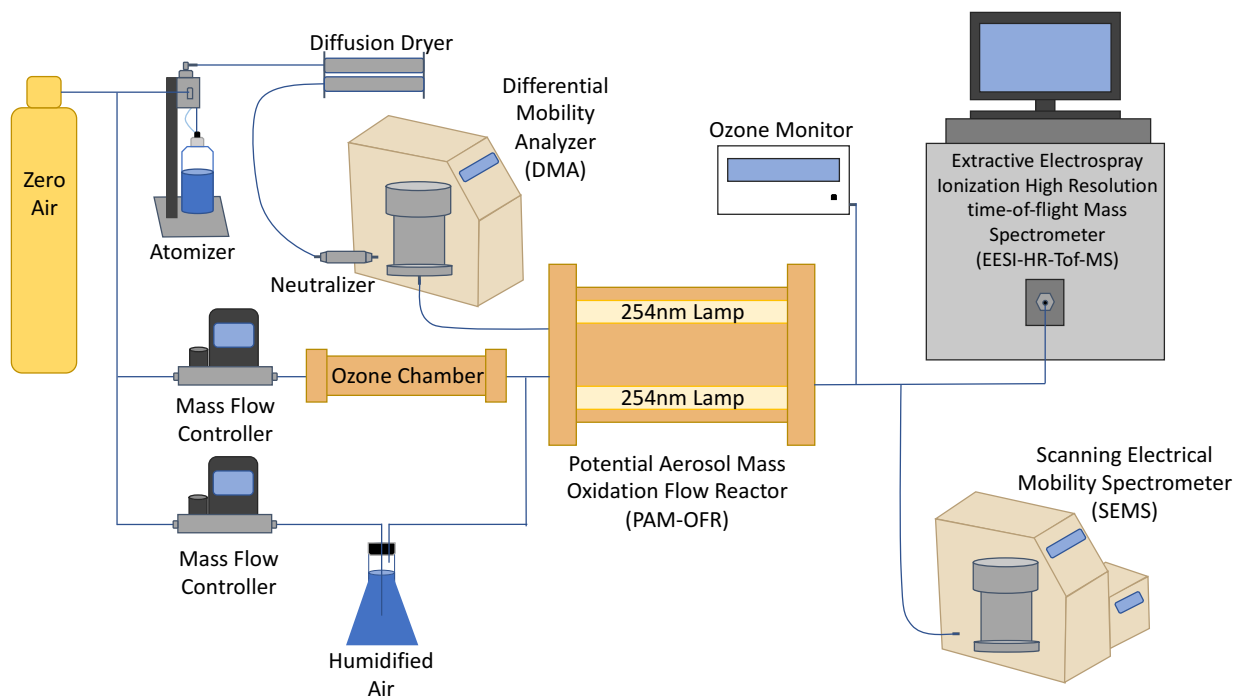 Diffusion Dryer
Differential
Mobility
Analyzer
(DMA)
Ozone Monitor
Extractive Electrospray
Ionization High Resolution
time-of-flight Mass
Spectrometer
(EESI-HR-Tof-MS)
Zero
Air
Atomizer
Neutralizer
254nm Lamp
Ozone Chamber
254nm Lamp
Mass Flow
Controller
Potential Aerosol Mass
Oxidation Flow Reactor
(PAM-OFR)
Scanning Electrical
Mobility Spectrometer
(SEMS)
Mass Flow
Controller
Humidified
Air